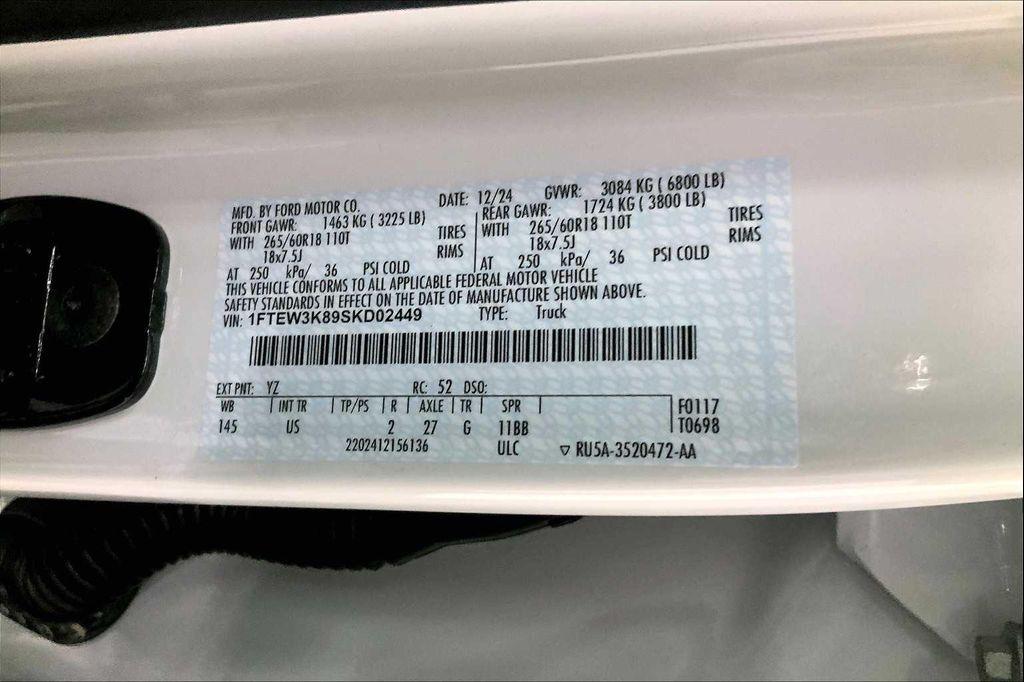 MFD. BY FORD MOTOR CO. DATE: 12/24 GVWR: 3084 KG ( 6800 LB)
FRONT GAWR: 1463 KG ( 3225 LB) REAR GAWR: 1724 KG ( 3800 LB)
WITH 265/60R18 110T TIRES WITH 265/60R18 110T TIRES
18x7.5J RIMS 18x7.5J RIMS
AT 250 kPa/ 36 PSI COLD AT 250 kPa/ 36 PSI COLD
THIS VEHICLE CONFORMS TO ALL APPLICABLE FEDERAL MOTOR VEHICLE
SAFETY STANDARDS IN EFFECT ON THE DATE OF MANUFACTURE SHOWN ABOVE.
VIN: 1FTEW3K89SKD02449 TYPE: Truck
EXT PNT: YZ RC: 52 DSO:
WB INT TR TP/PS R AXLE TR SPR F0117
145 US 2 27 G 11BB T0698
2202412156136 ULC ▽ RU5A-3520472-AA